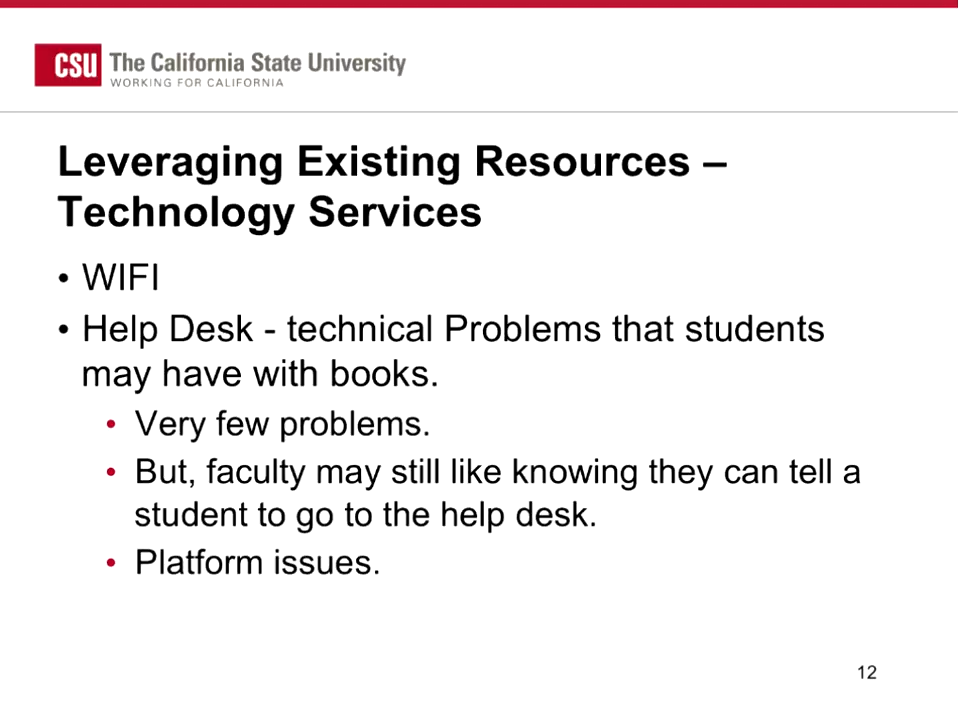 CSU The California State University
WORKING FOR CALIFORNIA
Leveraging Existing Resources –
Technology Services
• WIFI
• Help Desk - technical Problems that students
may have with books.
• Very few problems.
• But, faculty may still like knowing they can tell a
student to go to the help desk.
• Platform issues.
12